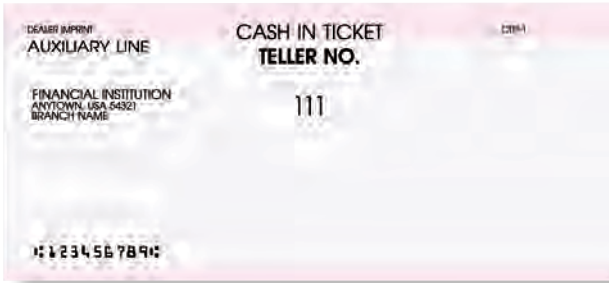 DEALER IMPRINT
AUXILIARY LINE
CASH IN TICKET
TELLER NO.
FINANCIAL INSTITUTION
ANYTOWN, USA 54321
BRANCH NAME
111
⑆123456789⑆